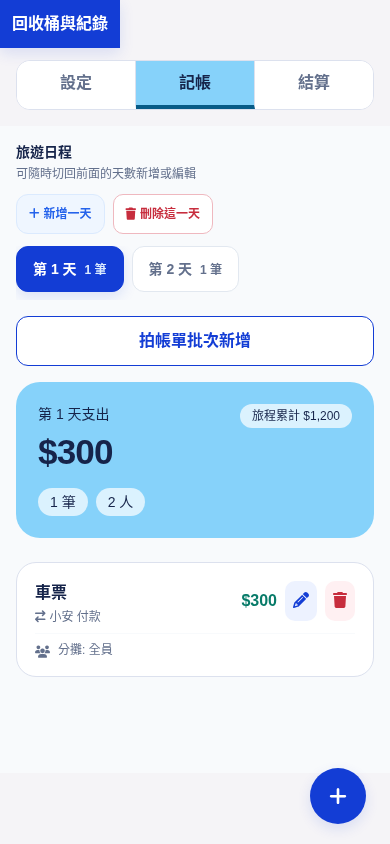 回收桶與紀錄
設定 記帳 結算
旅遊日程
可隨時切回前面的天數新增或編輯
新增一天 刪除這一天
第 1 天 1 筆 第 2 天 1 筆
拍帳單批次新增
第 1 天支出 旅程累計 $1,200
$300
1 筆 2 人
車票
$300
小安 付款
分攤: 全員